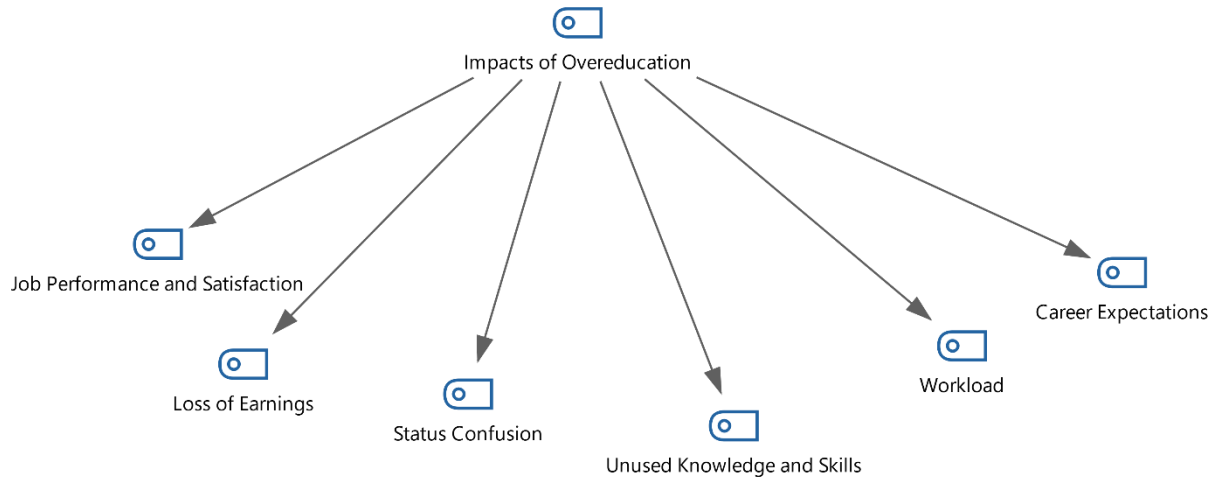 Impacts of Overeducation
Job Performance and Satisfaction
Career Expectations
Loss of Earnings
Workload
Status Confusion
Unused Knowledge and Skills